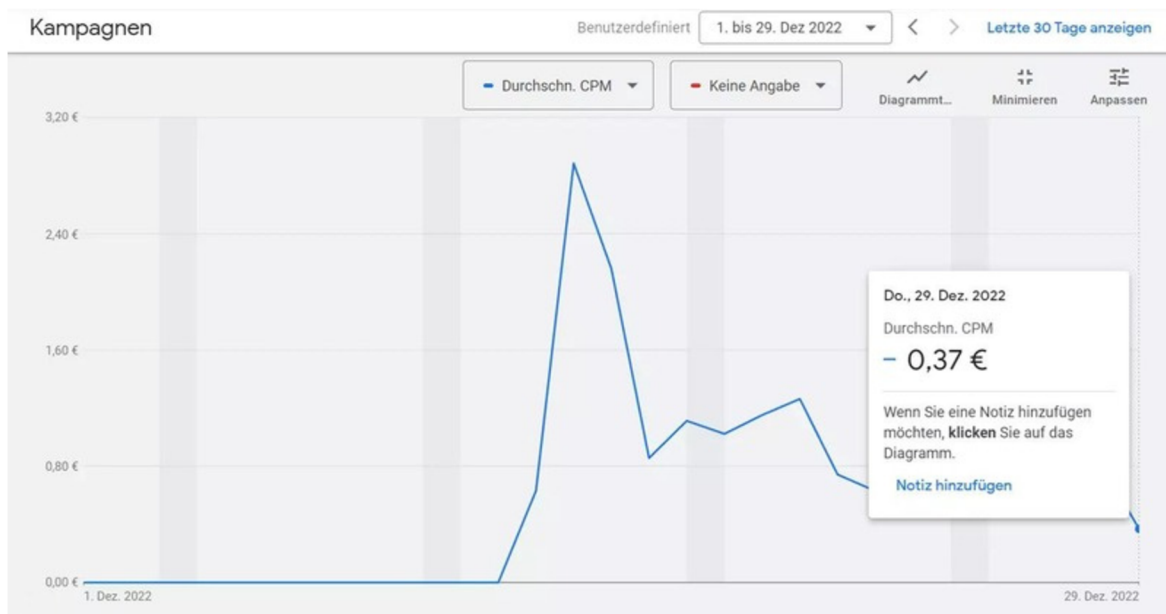 Kampagnen
Benutzerdefiniert 1. bis 29. Dez 2022 Letzte 30 Tage anzeigen
Durchschn. CPM Keine Angabe Diagrammt... Minimieren Anpassen
3,20 €
2,40 €
1,60 €
0,80 €
0,00 €
Do., 29. Dez. 2022
Durchschn. CPM
0,37 €
Wenn Sie eine Notiz hinzufügen
möchten, klicken Sie auf das
Diagramm.
Notiz hinzufügen
1. Dez. 2022 29. Dez. 2022